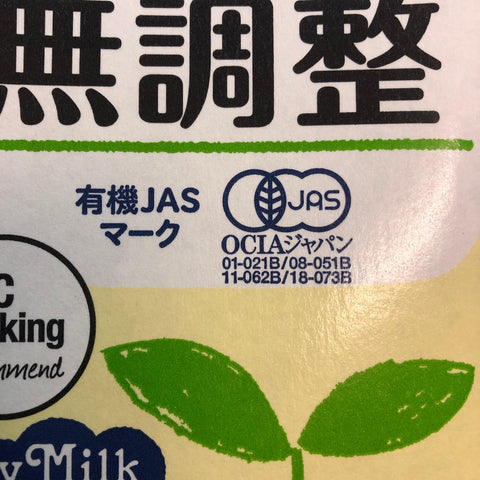 無調整
有機JAS
マーク
JAS
OCIAジャパン
01-021B/08-051B
11-062B/18-073B
C
king
mmend
y Milk